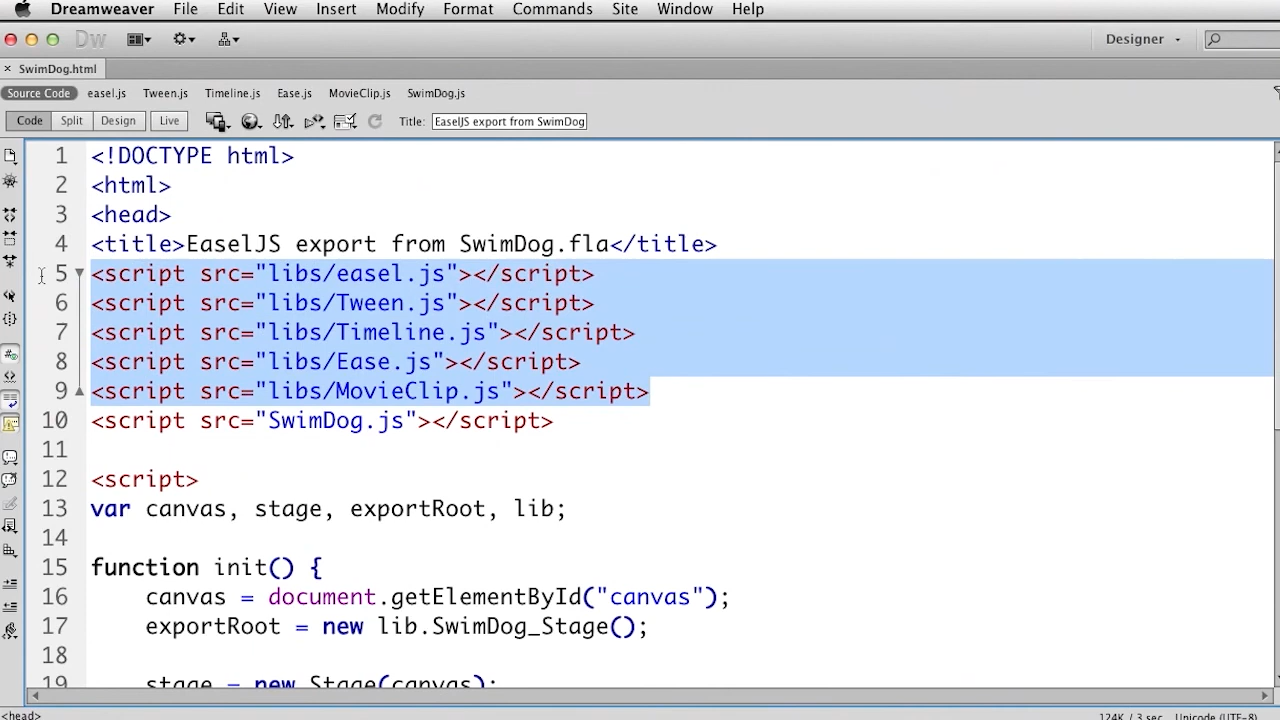 Dreamweaver File Edit View Insert Modify Format Commands Site Window Help
Dw Designer
× SwimDog.html
Source Code easel.js Tween.js Timeline.js Ease.js MovieClip.js SwimDog.js
Code Split Design Live Title: EaselJS export from SwimDog
1 <!DOCTYPE html>
2 <html>
3 <head>
4 <title>EaselJS export from SwimDog.fla</title>
5 <script src="libs/easel.js"></script>
6 <script src="libs/Tween.js"></script>
7 <script src="libs/Timeline.js"></script>
8 <script src="libs/Ease.js"></script>
9 <script src="libs/MovieClip.js"></script>
10 <script src="SwimDog.js"></script>
11
12 <script>
13 var canvas, stage, exportRoot, lib;
14
15 function init() {
16 canvas = document.getElementById("canvas");
17 exportRoot = new lib.SwimDog_Stage();
18
19 stage = new Stage(canvas);
<head> 124K / 3 sec Unicode (UTF-8)